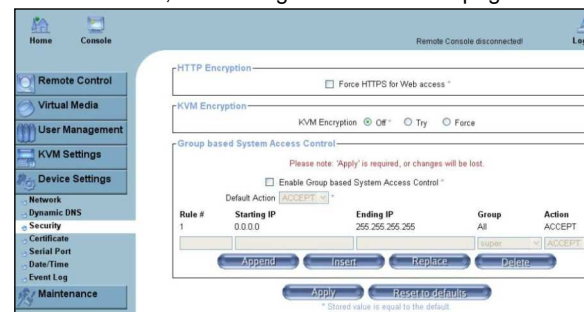 Home Console
Remote Console disconnected!
Remote Control
Virtual Media
User Management
KVM Settings
Device Settings
Network
Dynamic DNS
Security
Certificate
Serial Port
Date/Time
Event Log
Maintenance
HTTP Encryption
Force HTTPS for Web access *
KVM Encryption
KVM Encryption Off * Try Force
Group based System Access Control
Please note: 'Apply' is required, or changes will be lost.
Enable Group based System Access Control *
Default Action ACCEPT *
Rule # Starting IP Ending IP Group Action
1 0.0.0.0 255.255.255.255 All ACCEPT
super ACCEPT
Append Insert Replace Delete
Apply Reset to defaults
* Stored value is equal to the default.